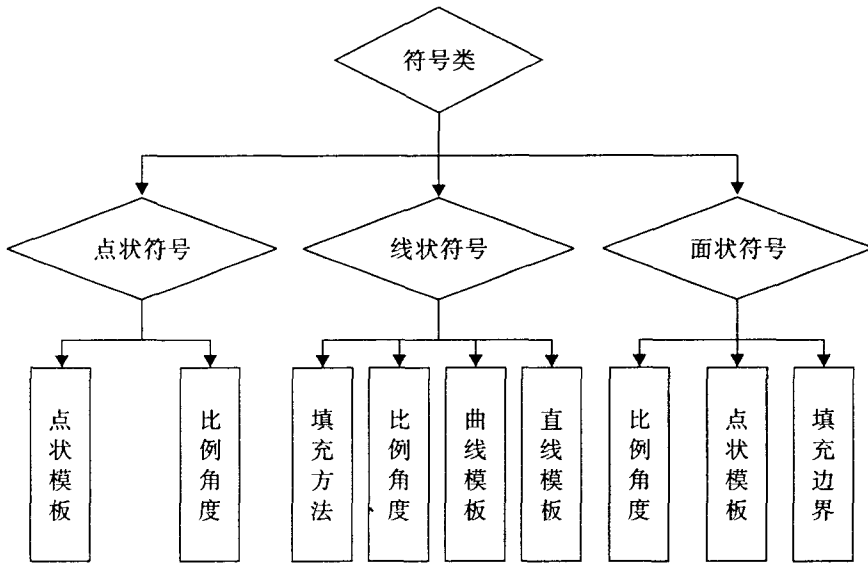 符号类
点状符号
线状符号
面状符号
点状模板
比例角度
填充方法
比例角度
曲线模板
直线模板
比例角度
点状模板
填充边界